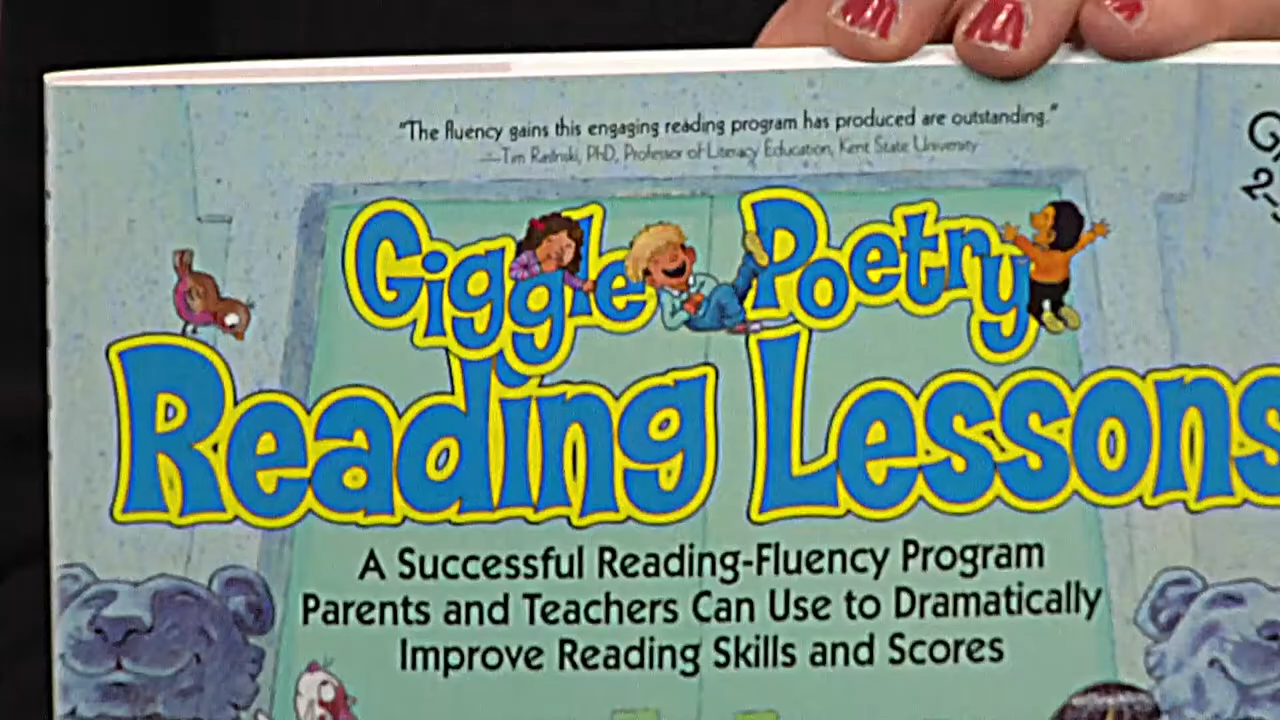 "The fluency gains this engaging reading program has produced are outstanding."
—Tim Rasinski, PhD, Professor of Literacy Education, Kent State University
Giggle Poetry
Reading Lessons
A Successful Reading-Fluency Program
Parents and Teachers Can Use to Dramatically
Improve Reading Skills and Scores